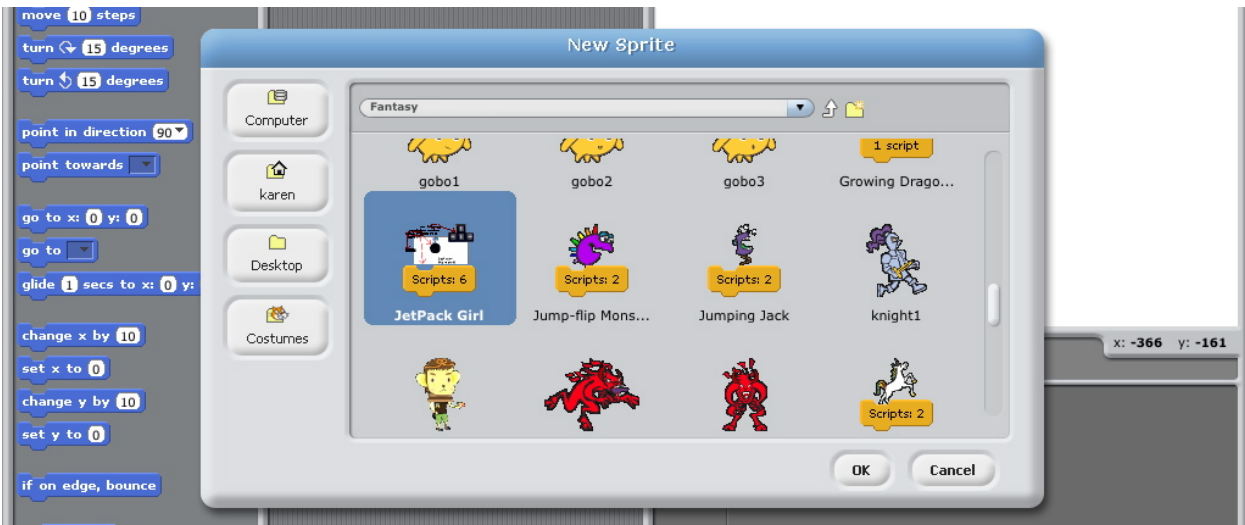 move 10 steps
turn 15 degrees
turn 15 degrees
point in direction 90
point towards
go to x: 0 y: 0
go to
glide 1 secs to x: 0 y:
change x by 10
set x to 0
change y by 10
set y to 0
if on edge, bounce
New Sprite
Computer
karen
Desktop
Costumes
Fantasy
1 script
gobo1
gobo2
gobo3
Growing Drago...
Scripts: 6
Scripts: 2
Scripts: 2
JetPack Girl
Jump-flip Mons...
Jumping Jack
knight1
Scripts: 2
OK
Cancel
x: -366 y: -161